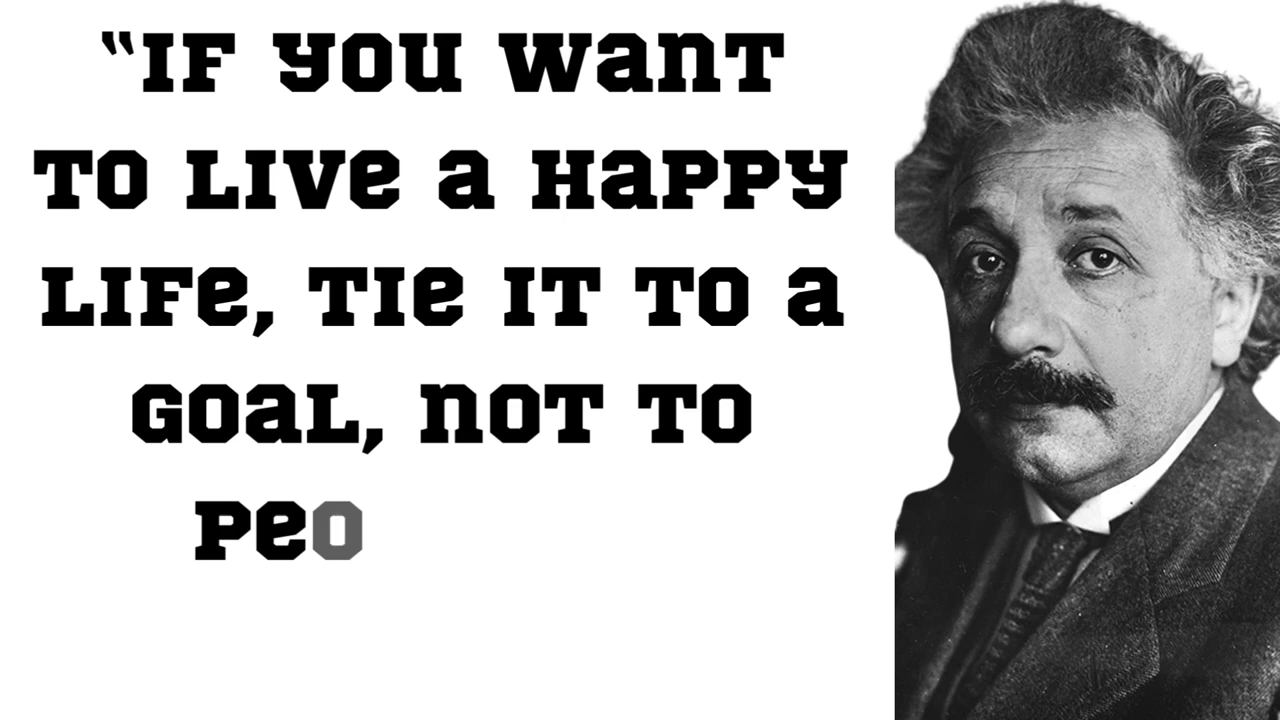 “IF YOU WANT
TO LIVE A HAPPY
LIFE, TIE IT TO A
GOAL, NOT TO
PEO